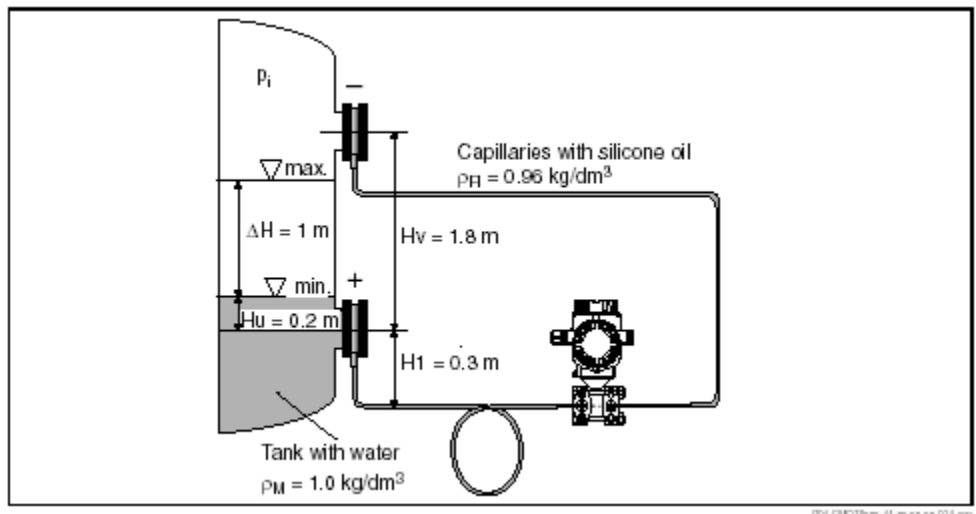 pi
−
▽ max.
Capillaries with silicone oil
ρFl = 0.96 kg/dm³
ΔH = 1 m
Hv = 1.8 m
▽ min.
+
Hu = 0.2 m
H1 = 0.3 m
Tank with water
ρM = 1.0 kg/dm³